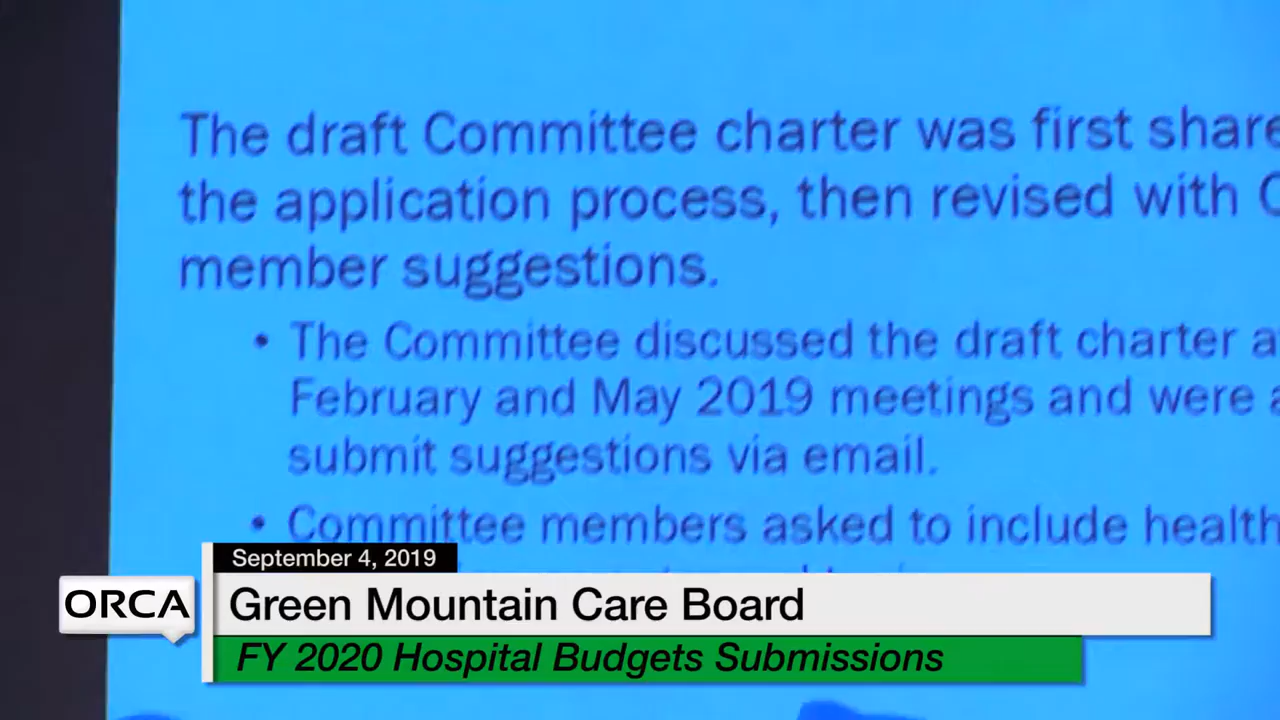 The draft Committee charter was first share
the application process, then revised with C
member suggestions.
• The Committee discussed the draft charter a
February and May 2019 meetings and were a
submit suggestions via email.
• Committee members asked to include health
September 4, 2019
ORCA
Green Mountain Care Board
FY 2020 Hospital Budgets Submissions